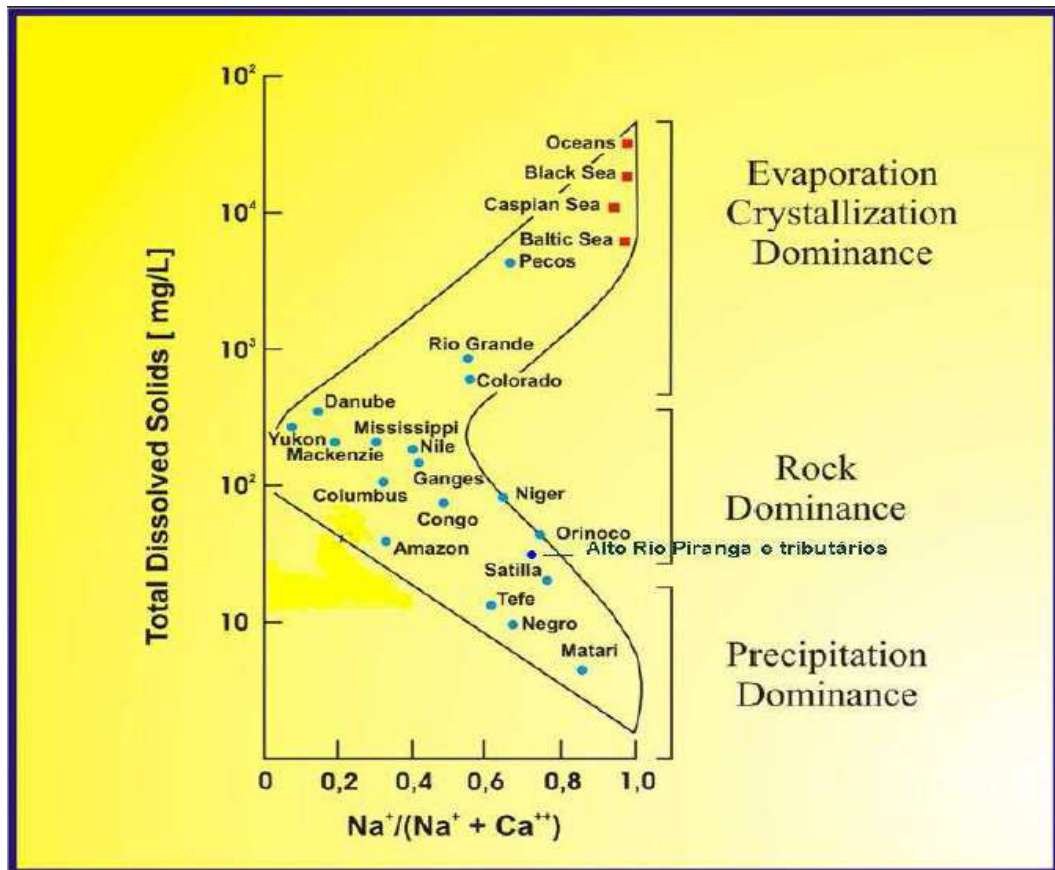 10²
10⁴
10³
10²
10
Total Dissolved Solids [ mg/L]
0 0,2 0,4 0,6 0,8 1,0
Na⁺/(Na⁺ + Ca⁺⁺)
Oceans
Black Sea
Caspian Sea
Baltic Sea
Pecos
Rio Grande
Colorado
Danube
Yukon
Mississippi
Mackenzie
Nile
Ganges
Columbus
Congo
Niger
Amazon
Orinoco
Alto Rio Piranga e tributários
Satilla
Tefe
Negro
Matari
Evaporation
Crystallization
Dominance
Rock
Dominance
Precipitation
Dominance